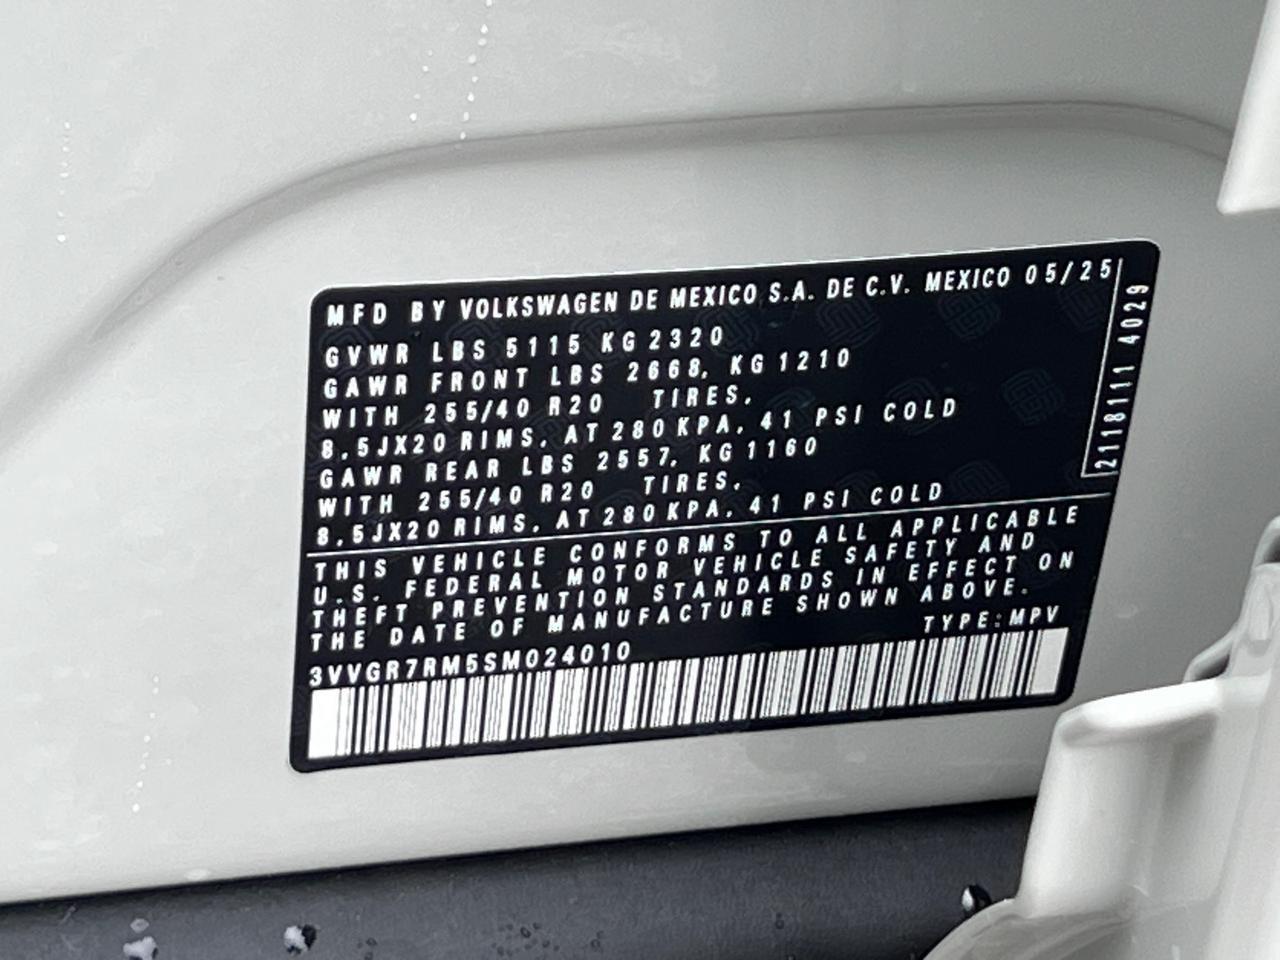 MFD BY VOLKSWAGEN DE MEXICO S.A. DE C.V. MEXICO 05/25
GVWR LBS 5115 KG 2320
GAWR FRONT LBS 2668, KG 1210
WITH 255/40 R20 TIRES,
8,5JX20 RIMS, AT 280 KPA, 41 PSI COLD
GAWR REAR LBS 2557, KG 1160
WITH 255/40 R20 TIRES,
8,5JX20 RIMS, AT 280 KPA, 41 PSI COLD
2118111 4029
THIS VEHICLE CONFORMS TO ALL APPLICABLE
U.S. FEDERAL MOTOR VEHICLE SAFETY AND
THEFT PREVENTION STANDARDS IN EFFECT ON
THE DATE OF MANUFACTURE SHOWN ABOVE.
TYPE: MPV
3VVGR7RM5SM024010